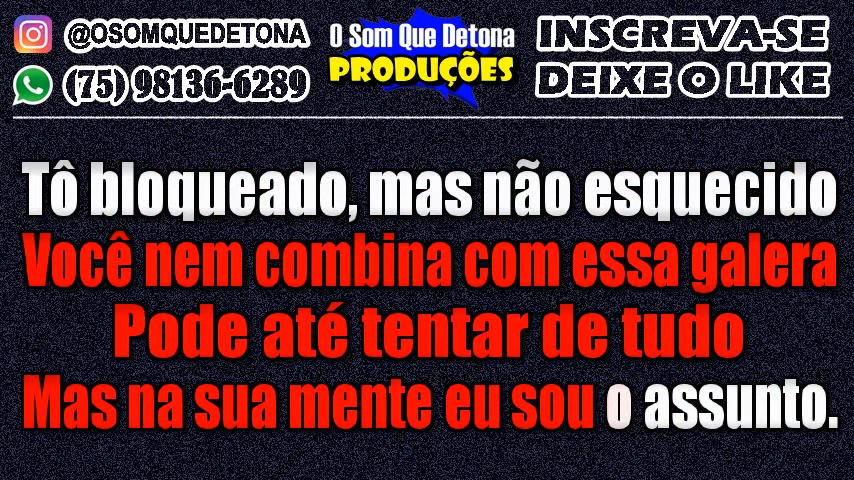 @OSOMQUEDETONA
(75) 98136-6289
O Som Que Detona
PRODUÇÕES
INSCREVA-SE
DEIXE O LIKE
Tô bloqueado, mas não esquecido
Você nem combina com essa galera
Pode até tentar de tudo
Mas na sua mente eu sou o assunto.